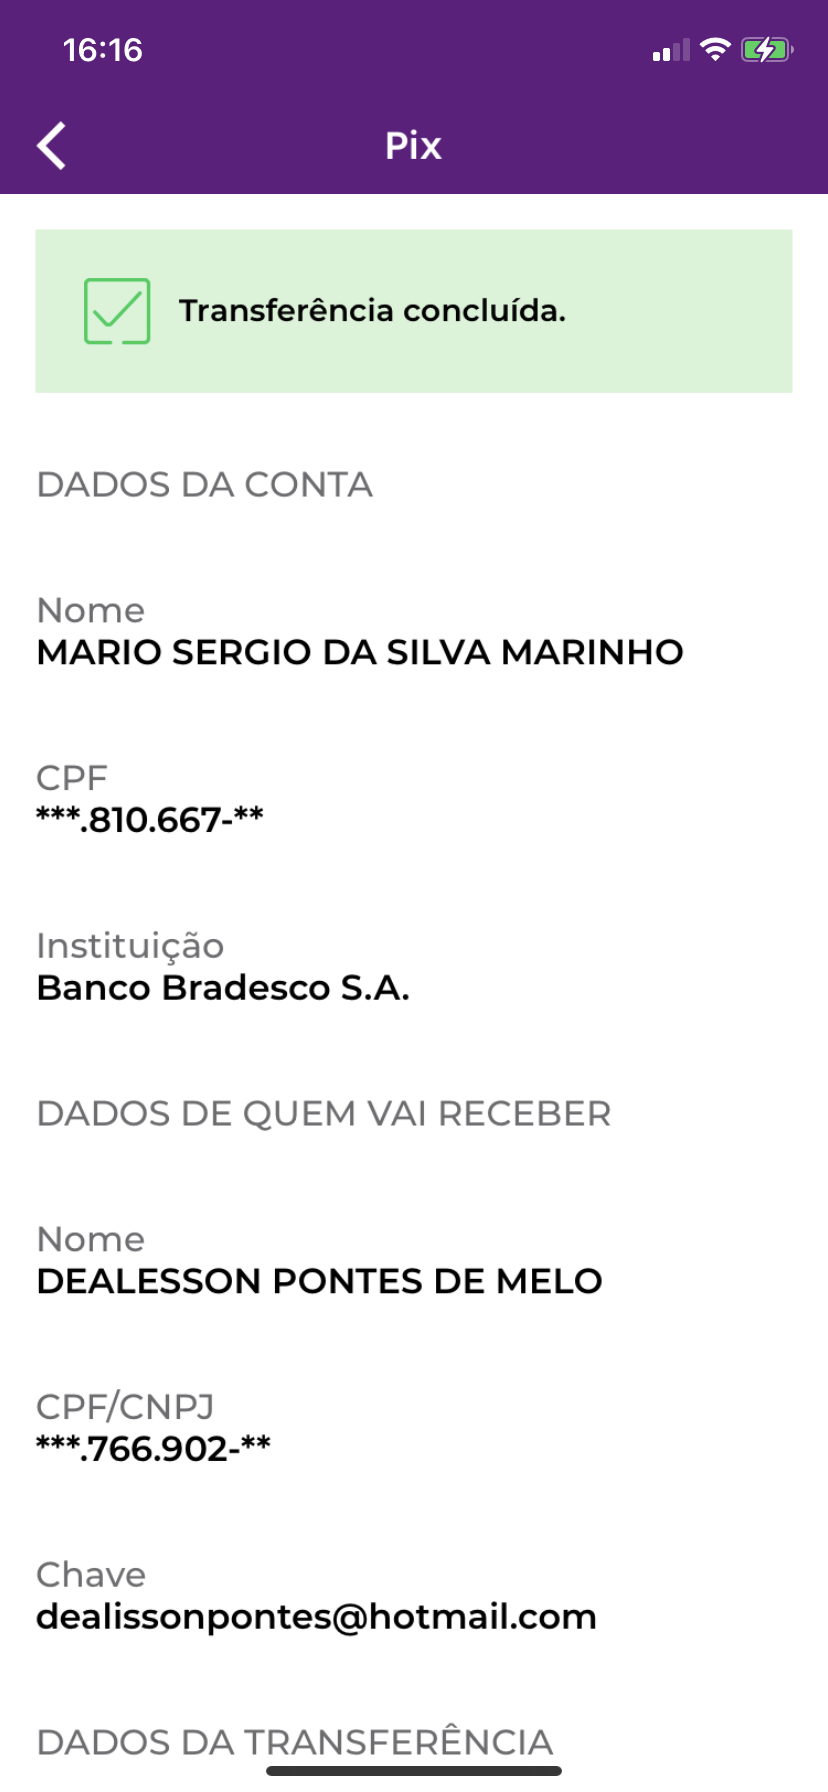 16:16
Pix
Transferência concluída.
DADOS DA CONTA
Nome
MARIO SERGIO DA SILVA MARINHO
CPF
***.810.667-**
Instituição
Banco Bradesco S.A.
DADOS DE QUEM VAI RECEBER
Nome
DEALESSON PONTES DE MELO
CPF/CNPJ
***.766.902-**
Chave
dealissonpontes@hotmail.com
DADOS DA TRANSFERÊNCIA